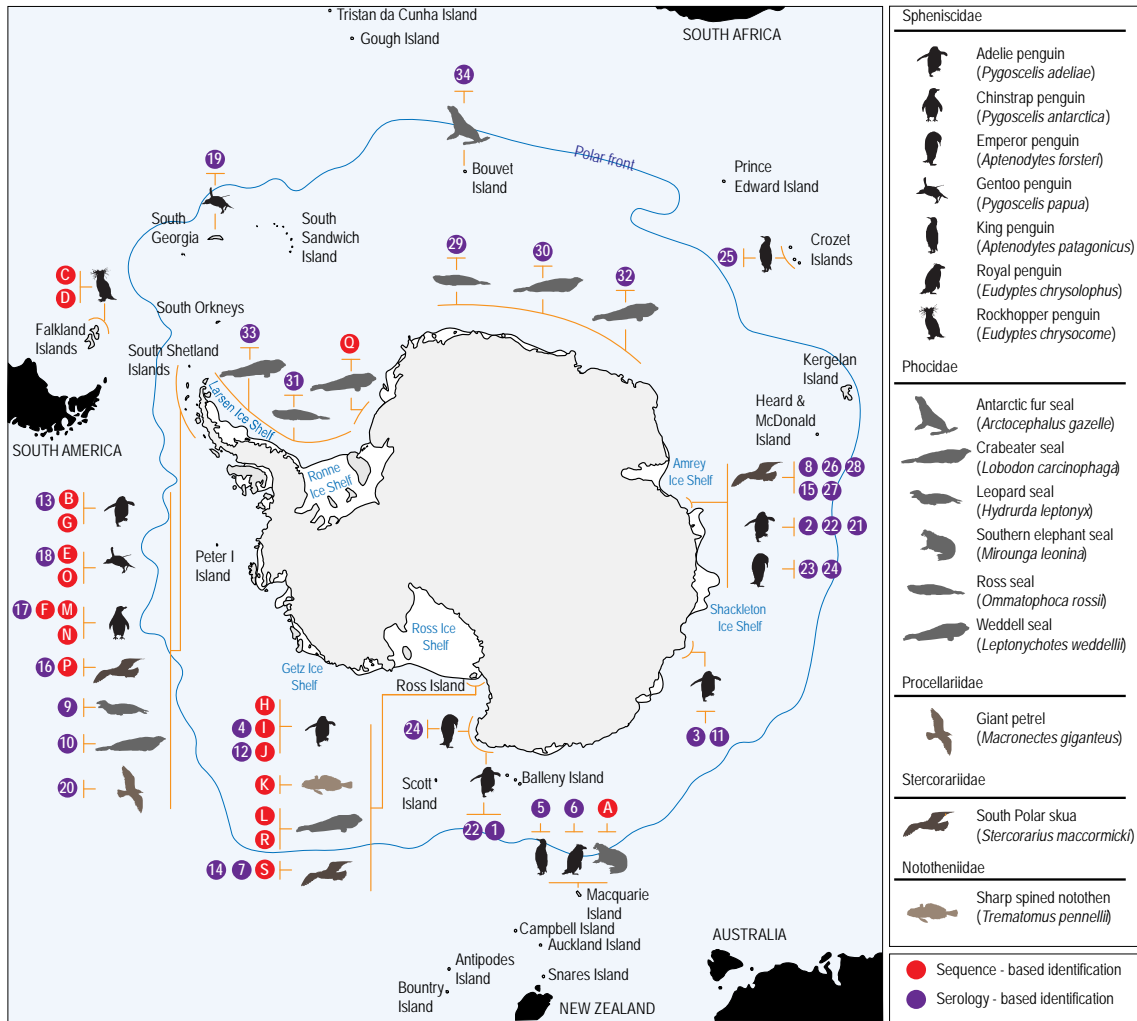 Tristan da Cunha Island
Gough Island
SOUTH AFRICA
34
Polar front
Bouvet
Island
Prince
Edward Island
19
South
Georgia
South
Sandwich
Island
25
Crozet
Islands
29
30
32
C
D
Falkland
Islands
South Orkneys
South Shetland
Islands
33
Q
31
Larsen Ice Shelf
Kergelan
Island
Heard &
McDonald
Island
SOUTH AMERICA
Ronne
Ice Shelf
Amrey
Ice Shelf
8 26 28
15 27
2 22 21
23 24
13 B
G
18 E
O
17 F M
N
16 P
9
10
20
Peter I
Island
Shackleton
Ice Shelf
Ross Ice
Shelf
Getz Ice
Shelf
Ross Island
H
4 I
12 J
K
L
R
14 7 S
24
3 11
Scott
Island
Balleny Island
22 1
5 6 A
Macquarie
Island
Campbell Island
Auckland Island
Antipodes
Island
Snares Island
Bountry
Island
NEW ZEALAND
AUSTRALIA
Spheniscidae
Adelie penguin
(Pygoscelis adeliae)
Chinstrap penguin
(Pygoscelis antarctica)
Emperor penguin
(Aptenodytes forsteri)
Gentoo penguin
(Pygoscelis papua)
King penguin
(Aptenodytes patagonicus)
Royal penguin
(Eudyptes chrysolophus)
Rockhopper penguin
(Eudyptes chrysocome)
Phocidae
Antarctic fur seal
(Arctocephalus gazelle)
Crabeater seal
(Lobodon carcinophaga)
Leopard seal
(Hydrurda leptonyx)
Southern elephant seal
(Mirounga leonina)
Ross seal
(Ommatophoca rossii)
Weddell seal
(Leptonychotes weddellii)
Procellariidae
Giant petrel
(Macronectes giganteus)
Stercorariidae
South Polar skua
(Stercorarius maccormicki)
Nototheniidae
Sharp spined notothen
(Trematomus pennellii)
Sequence - based identification
Serology - based identification